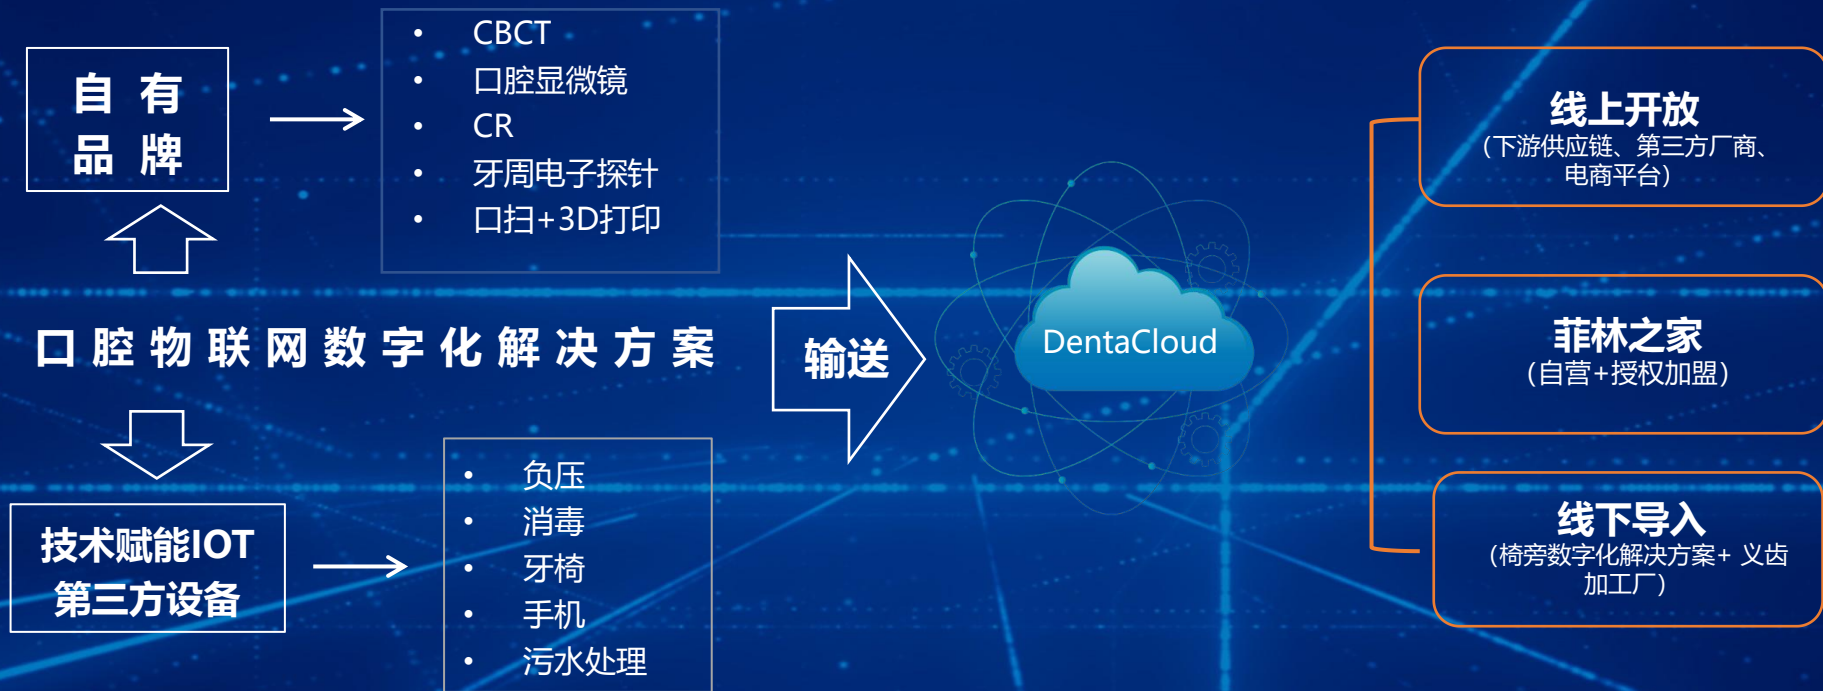 自有
品牌
• CBCT
• 口腔显微镜
• CR
• 牙周电子探针
• 口扫+3D打印
口腔物联网数字化解决方案
技术赋能IOT
第三方设备
• 负压
• 消毒
• 牙椅
• 手机
• 污水处理
输送
DentaCloud
线上开放
(下游供应链、第三方厂商、
电商平台)
菲林之家
(自营+授权加盟)
线下导入
(椅旁数字化解决方案+ 义齿
加工厂)